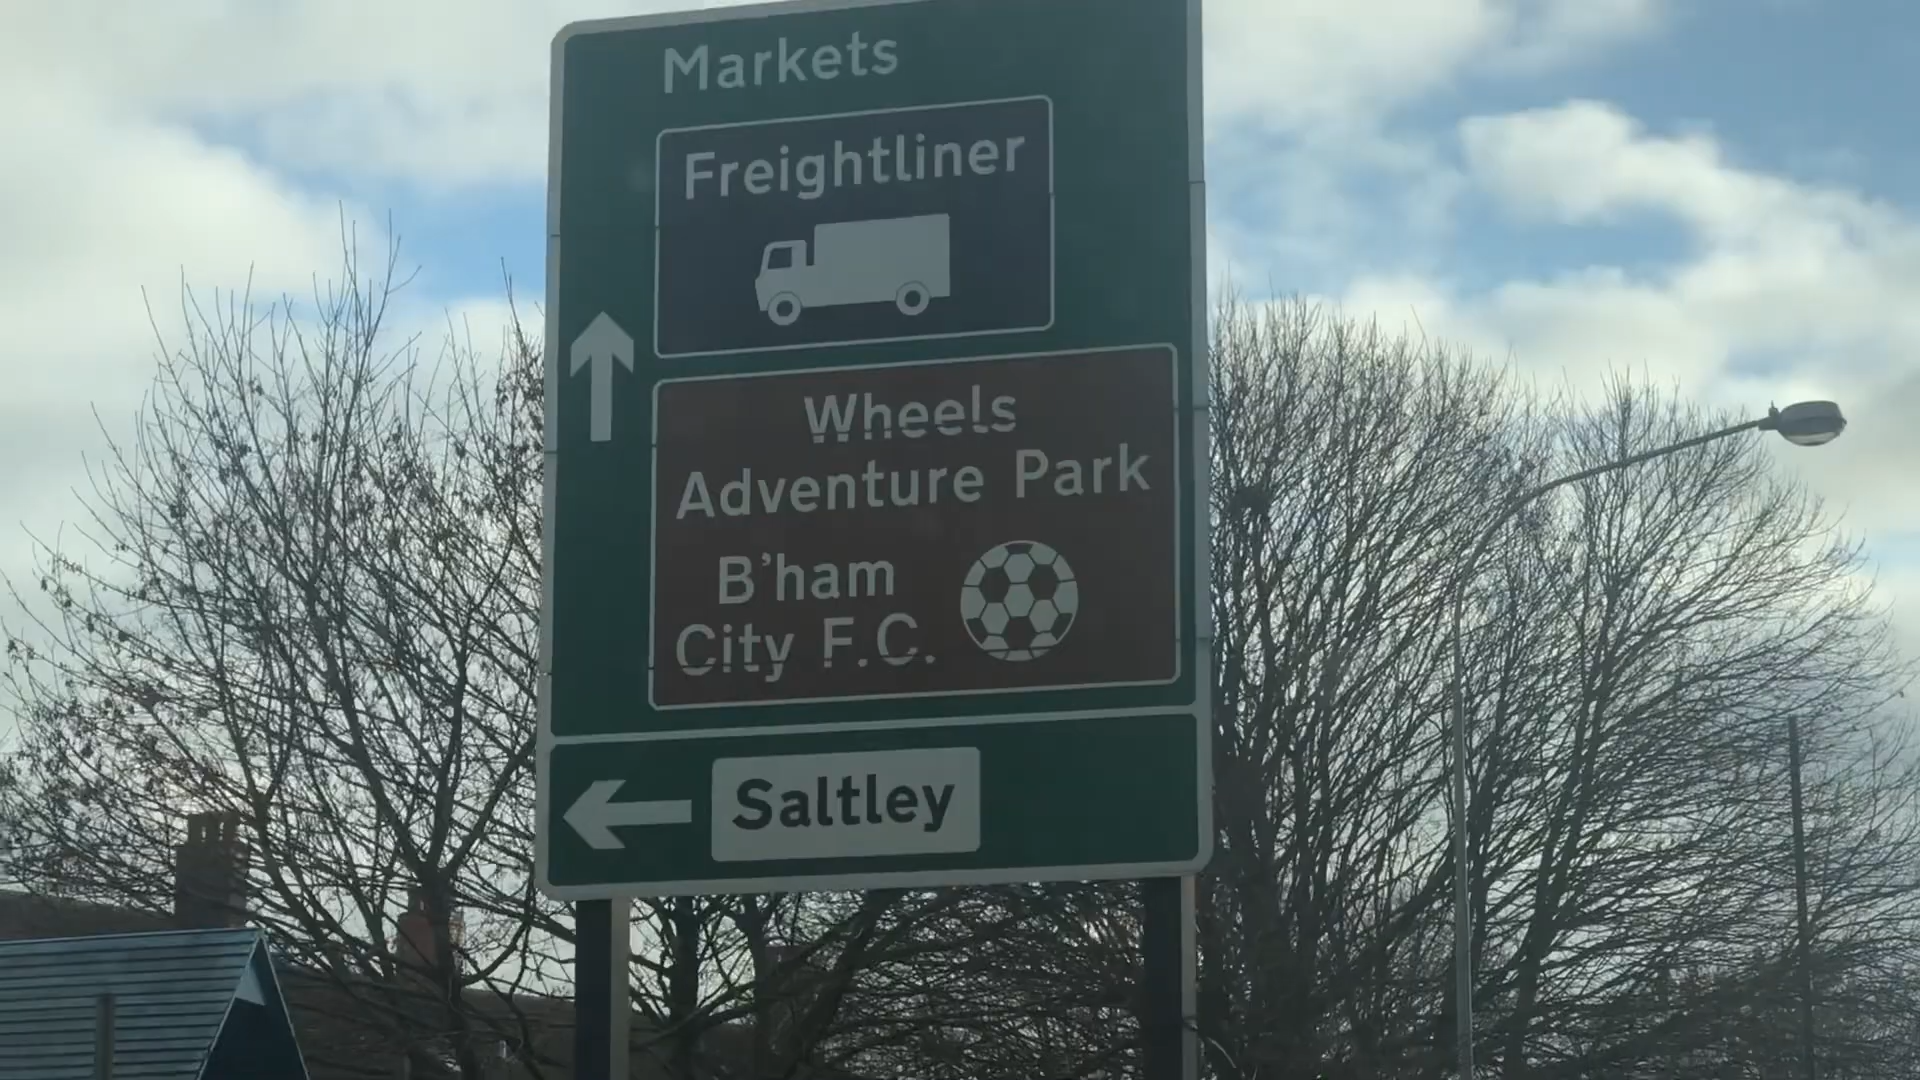 Markets
Freightliner
Wheels
Adventure Park
B'ham
City F.C.
Saltley